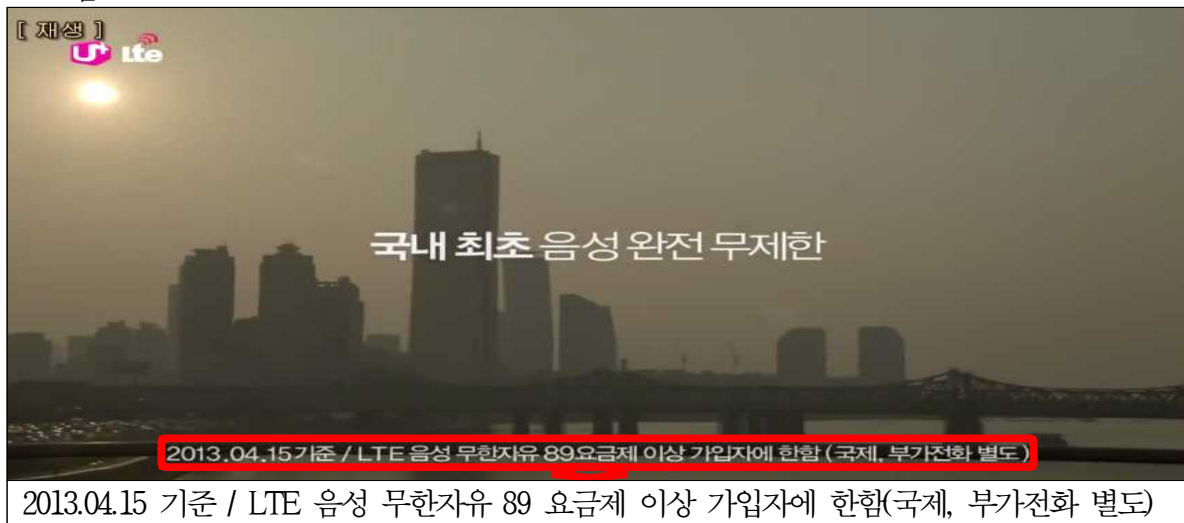 [ 재생 ]
U+ Lte
국내 최초 음성 완전 무제한
2013.04.15기준 / LTE 음성 무한자유 89요금제 이상 가입자에 한함 (국제, 부가전화 별도)
2013.04.15 기준 / LTE 음성 무한자유 89 요금제 이상 가입자에 한함(국제, 부가전화 별도)